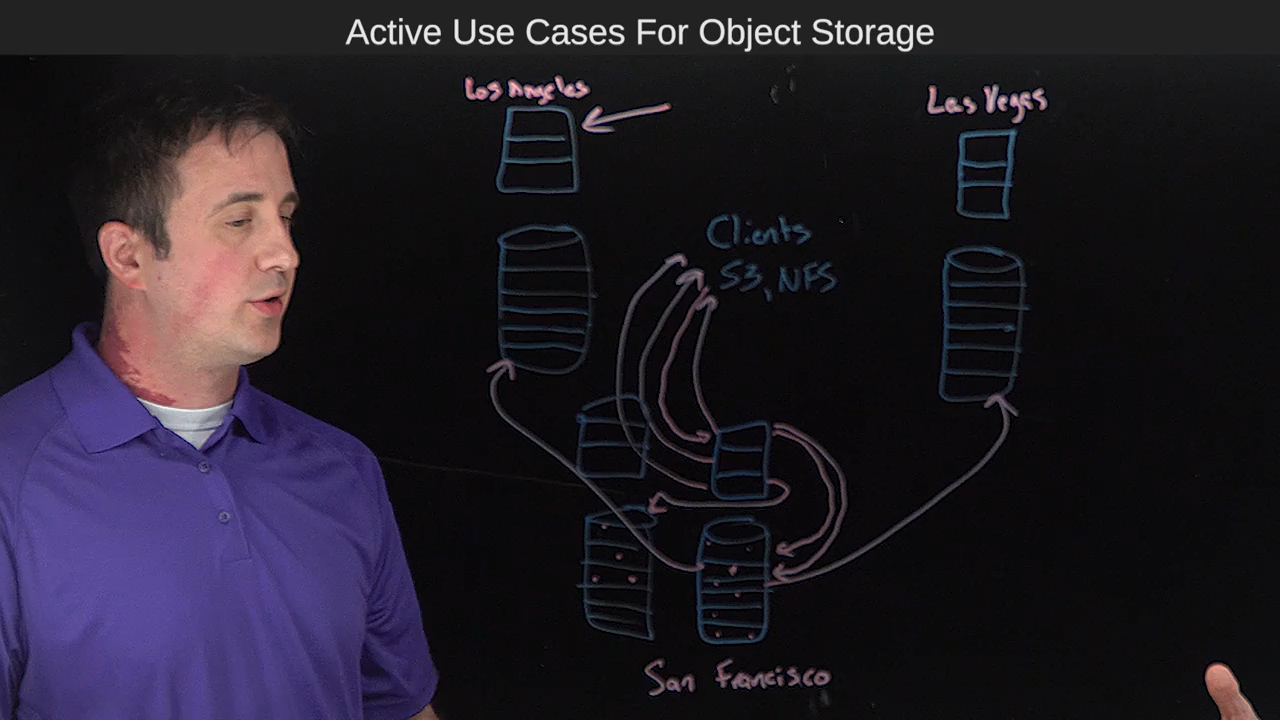 Active Use Cases For Object Storage
Los Angeles
Las Vegas
Clients
S3, NFS
San Francisco